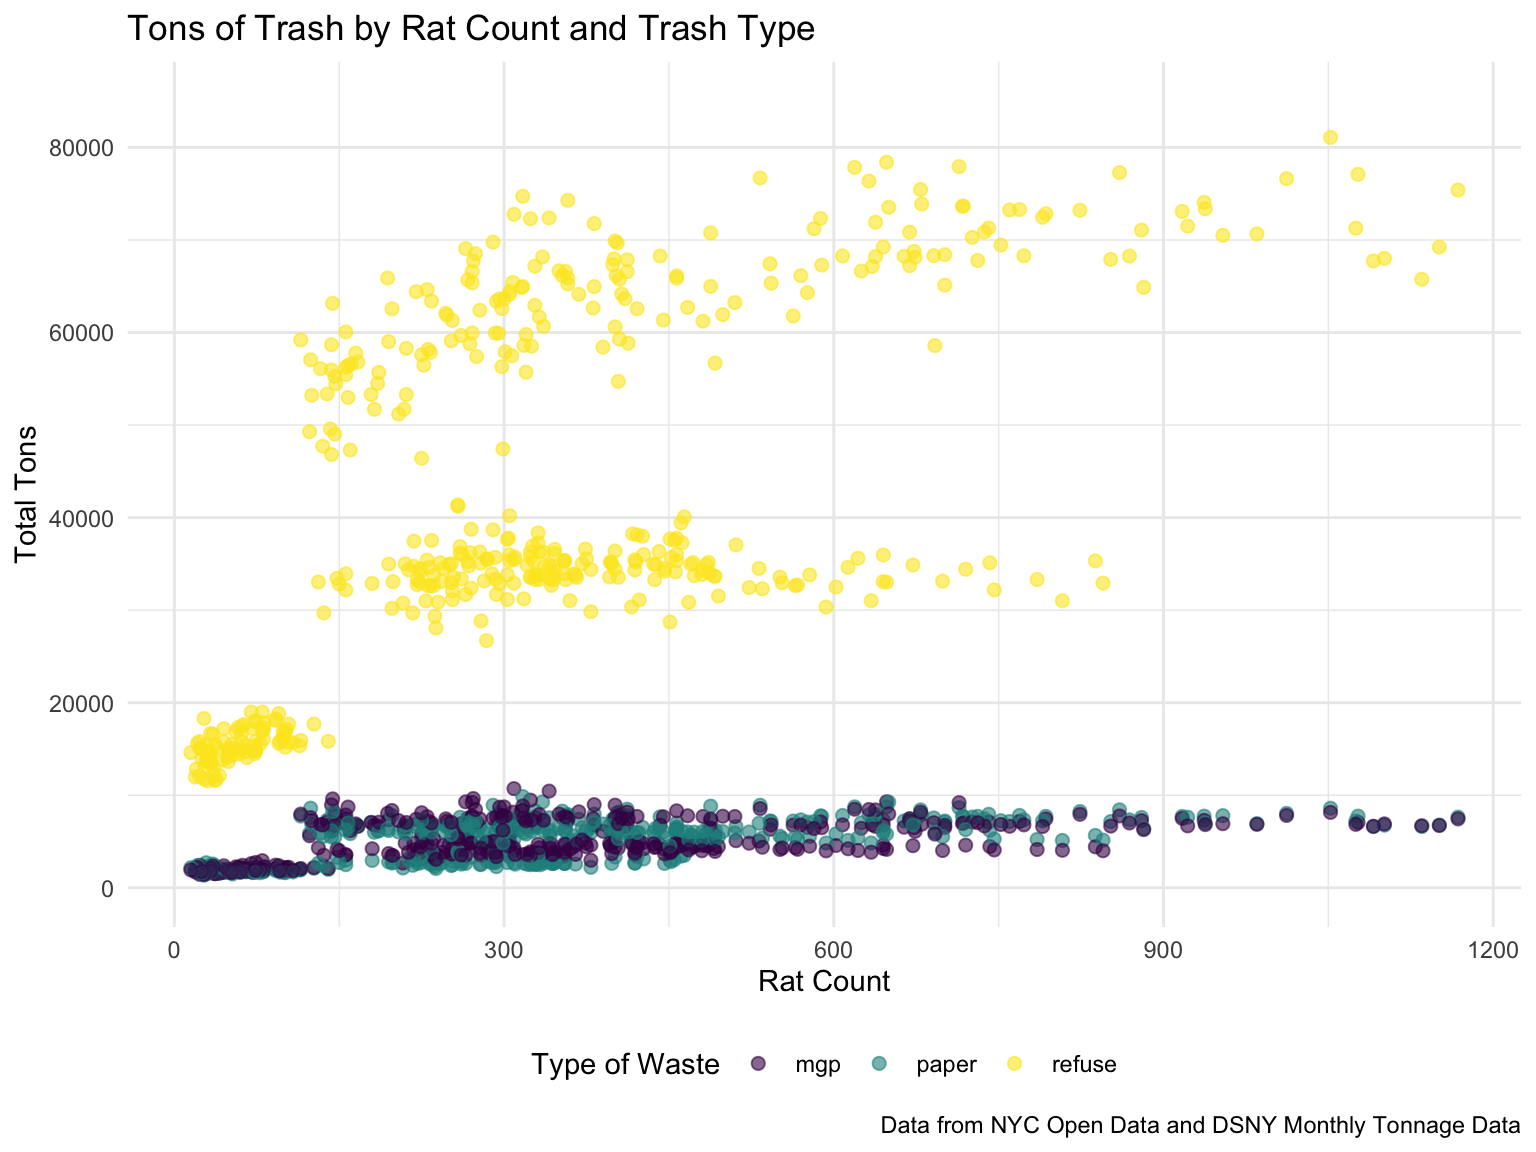 Tons of Trash by Rat Count and Trash Type
80000
60000
40000
20000
0
Total Tons
0 300 600 900 1200
Rat Count
Type of Waste mgp paper refuse
Data from NYC Open Data and DSNY Monthly Tonnage Data